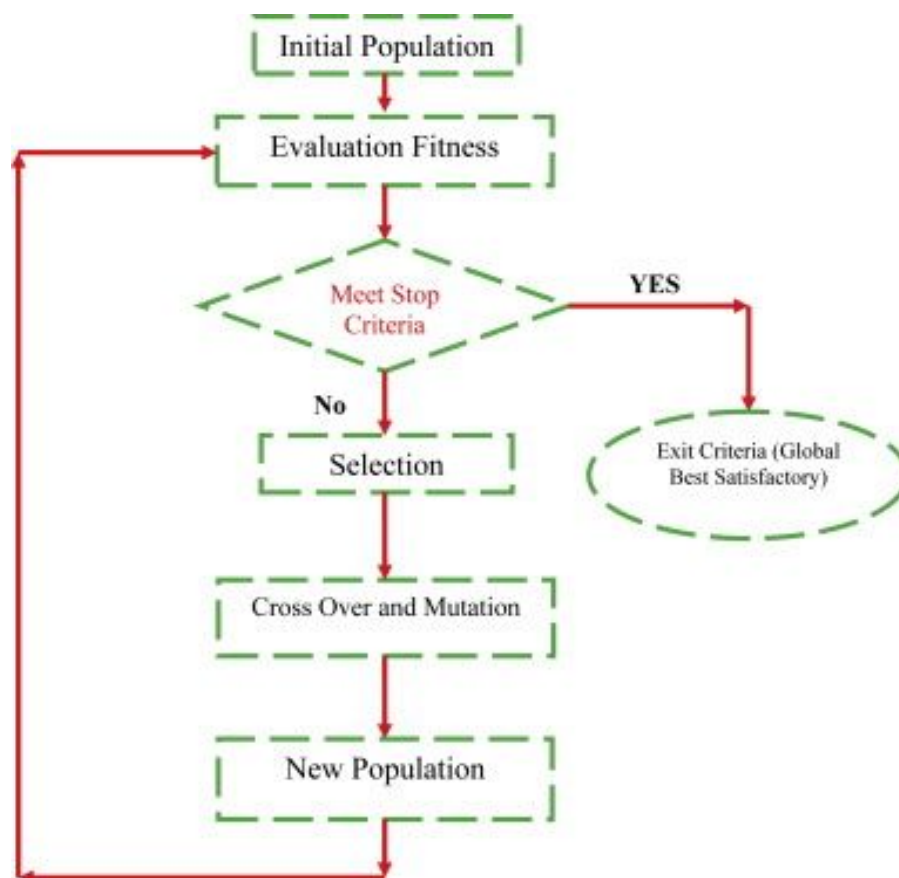 Initial Population
Evaluation Fitness
Meet Stop
Criteria
YES
No
Exit Criteria (Global
Best Satisfactory)
Selection
Cross Over and Mutation
New Population